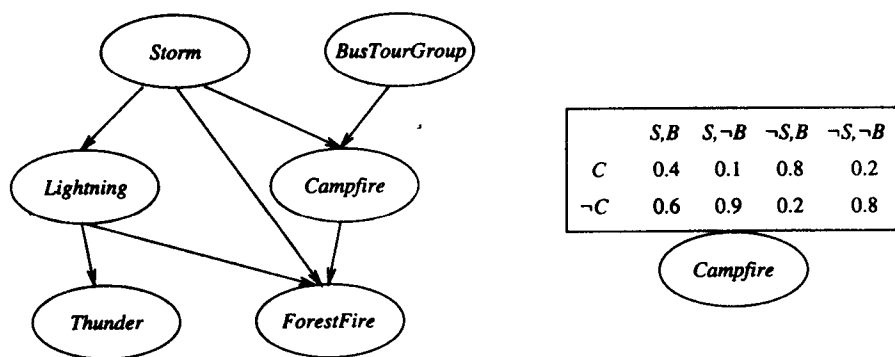 Storm
BusTourGroup
Lightning
Campfire
Thunder
ForestFire
S,B S,¬B ¬S,B ¬S,¬B
C 0.4 0.1 0.8 0.2
¬C 0.6 0.9 0.2 0.8
Campfire